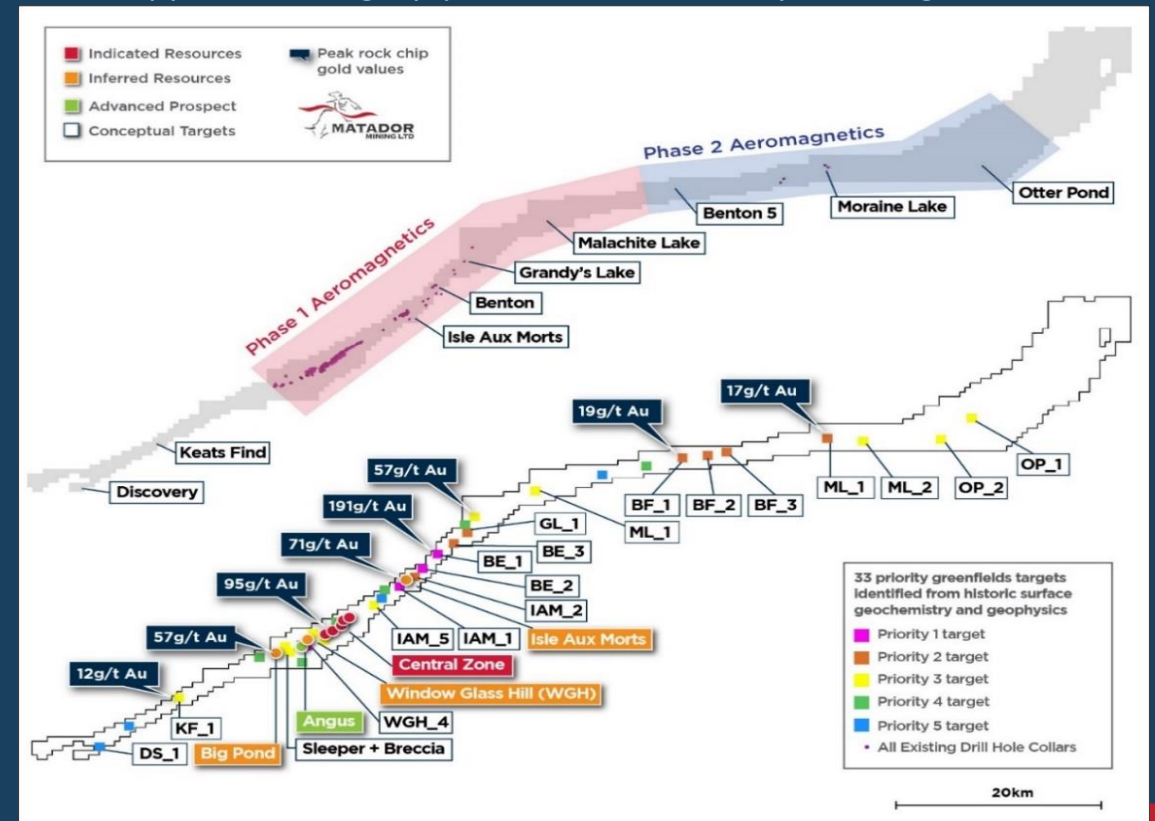 Indicated Resources
Inferred Resources
Advanced Prospect
Conceptual Targets
Peak rock chip
gold values
MATADOR
MINING LTD
Phase 1 Aeromagnetics
Phase 2 Aeromagnetics
Otter Pond
Moraine Lake
Benton 5
Malachite Lake
Grandy's Lake
Benton
Isle Aux Morts
Keats Find
Discovery
17g/t Au
19g/t Au
57g/t Au
191g/t Au
71g/t Au
95g/t Au
57g/t Au
12g/t Au
OP_1
OP_2
ML_2
ML_1
BF_3
BF_2
BF_1
ML_1
GL_1
BE_3
BE_1
BE_2
IAM_2
IAM_5
IAM_1
Isle Aux Morts
Central Zone
Window Glass Hill (WGH)
Angus
WGH_4
KF_1
DS_1
Big Pond
Sleeper + Breccia
33 priority greenfields targets
identified from historic surface
geochemistry and geophysics
Priority 1 target
Priority 2 target
Priority 3 target
Priority 4 target
Priority 5 target
All Existing Drill Hole Collars
20km